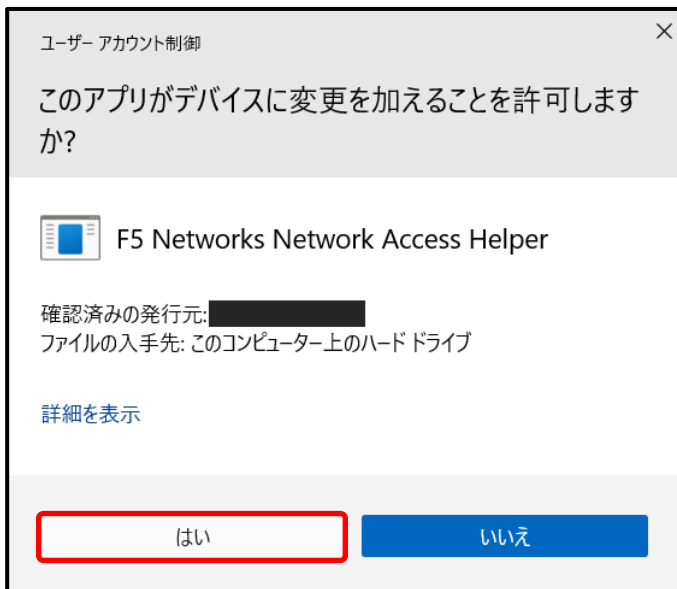 ユーザー アカウント制御
このアプリがデバイスに変更を加えることを許可します
か?
F5 Networks Network Access Helper
確認済みの発行元:
ファイルの入手先: このコンピューター上のハード ドライブ
詳細を表示
はい
いいえ